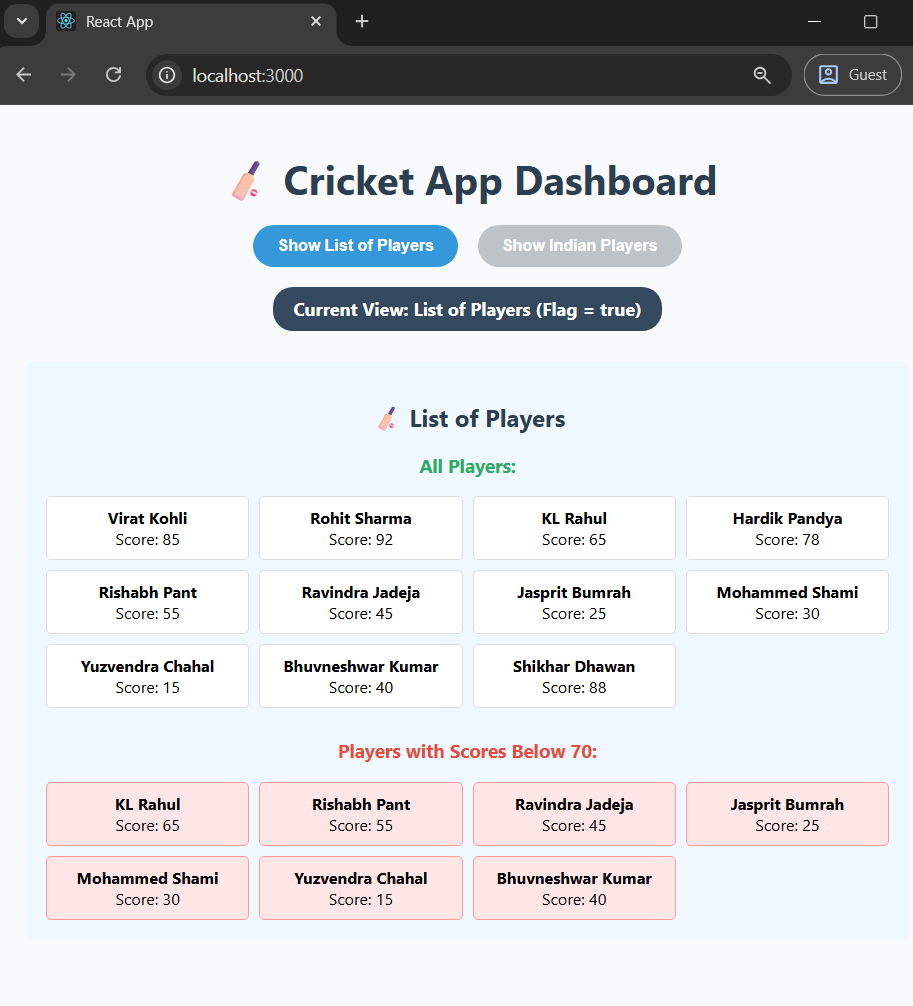 React App
localhost:3000
Guest
Cricket App Dashboard
Show List of Players
Show Indian Players
Current View: List of Players (Flag = true)
List of Players
All Players:
Virat Kohli
Score: 85
Rohit Sharma
Score: 92
KL Rahul
Score: 65
Hardik Pandya
Score: 78
Rishabh Pant
Score: 55
Ravindra Jadeja
Score: 45
Jasprit Bumrah
Score: 25
Mohammed Shami
Score: 30
Yuzvendra Chahal
Score: 15
Bhuvneshwar Kumar
Score: 40
Shikhar Dhawan
Score: 88
Players with Scores Below 70:
KL Rahul
Score: 65
Rishabh Pant
Score: 55
Ravindra Jadeja
Score: 45
Jasprit Bumrah
Score: 25
Mohammed Shami
Score: 30
Yuzvendra Chahal
Score: 15
Bhuvneshwar Kumar
Score: 40